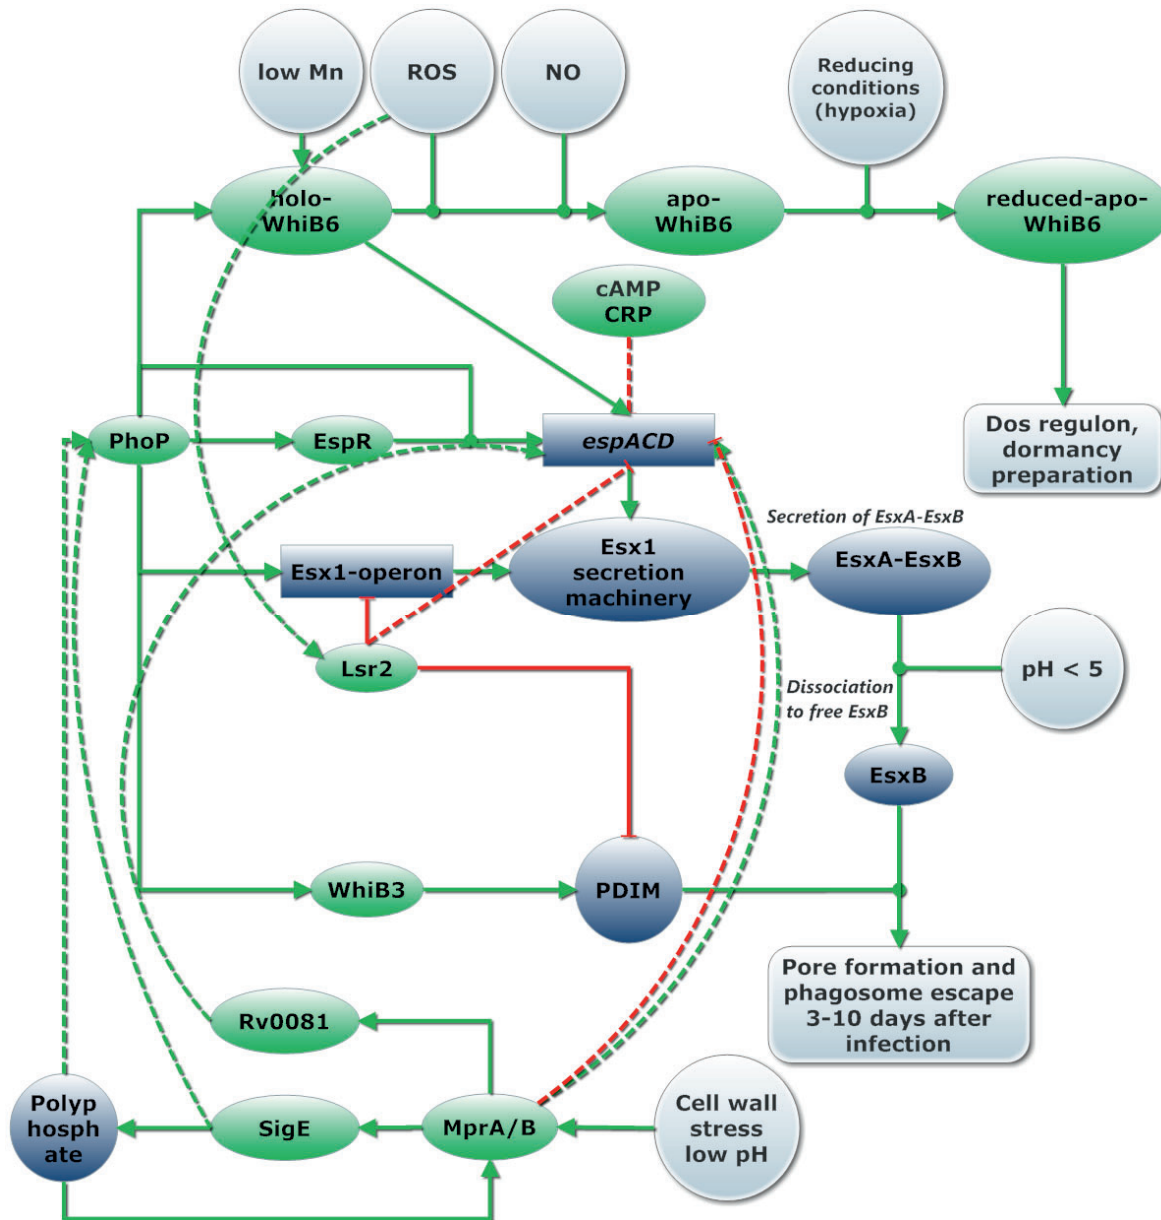 low Mn
ROS
NO
Reducing
conditions
(hypoxia)
holo-
WhiB6
apo-
WhiB6
reduced-apo-
WhiB6
cAMP
CRP
PhoP
EspR
espACD
Dos regulon,
dormancy
preparation
Secretion of EsxA-EsxB
Esx1-operon
Esx1
secretion
machinery
EsxA-EsxB
Lsr2
pH < 5
Dissociation
to free EsxB
EsxB
WhiB3
PDIM
Pore formation and
phagosome escape
3-10 days after
infection
Rv0081
Polyp
hosph
ate
SigE
MprA/B
Cell wall
stress
low pH